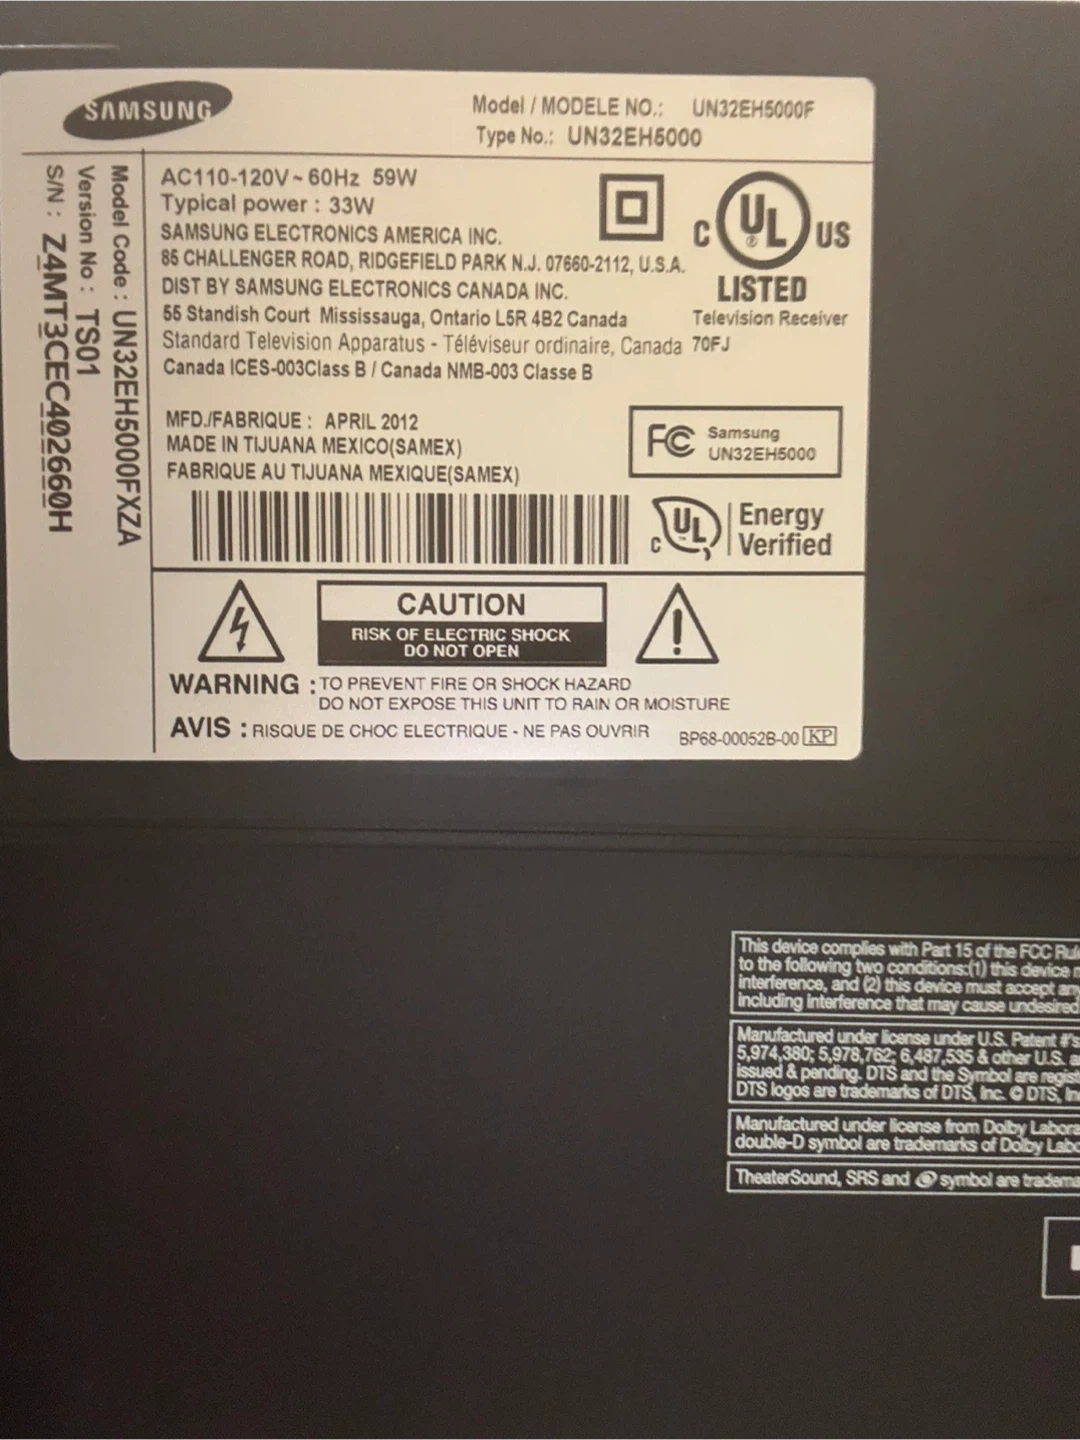 SAMSUNG
Model / MODELE NO.: UN32EH5000F
Type No.: UN32EH5000
Model Code : UN32EH5000FXZA
Version No : TS01
S/N : Z4MT3CEC402660H
AC110-120V ~ 60Hz 59W
Typical power : 33W
SAMSUNG ELECTRONICS AMERICA INC.
85 CHALLENGER ROAD, RIDGEFIELD PARK N.J. 07660-2112, U.S.A.
DIST BY SAMSUNG ELECTRONICS CANADA INC.
55 Standish Court Mississauga, Ontario L5R 4B2 Canada
Standard Television Apparatus - Téléviseur ordinaire, Canada
Canada ICES-003Class B / Canada NMB-003 Classe B
C UL ® US
LISTED
Television Receiver
70FJ
MFD./FABRIQUE : APRIL 2012
MADE IN TIJUANA MEXICO(SAMEX)
FABRIQUE AU TIJUANA MEXIQUE(SAMEX)
FC Samsung
UN32EH5000
C UL Energy
Verified
CAUTION
RISK OF ELECTRIC SHOCK
DO NOT OPEN
WARNING : TO PREVENT FIRE OR SHOCK HAZARD
DO NOT EXPOSE THIS UNIT TO RAIN OR MOISTURE
AVIS : RISQUE DE CHOC ELECTRIQUE - NE PAS OUVRIR
BP68-00052B-00 KP
This device complies with Part 15 of the FCC Rul
to the following two conditions:(1) this device m
interference, and (2) this device must accept any
including interference that may cause undesired
Manufactured under license under U.S. Patent #'s
5,974,380; 5,978,762; 6,487,535 & other U.S. a
issued & pending. DTS and the Symbol are regist
DTS logos are trademarks of DTS, Inc. © DTS, In
Manufactured under license from Dolby Labora
double-D symbol are trademarks of Dolby Labo
TheaterSound, SRS and symbol are tradema